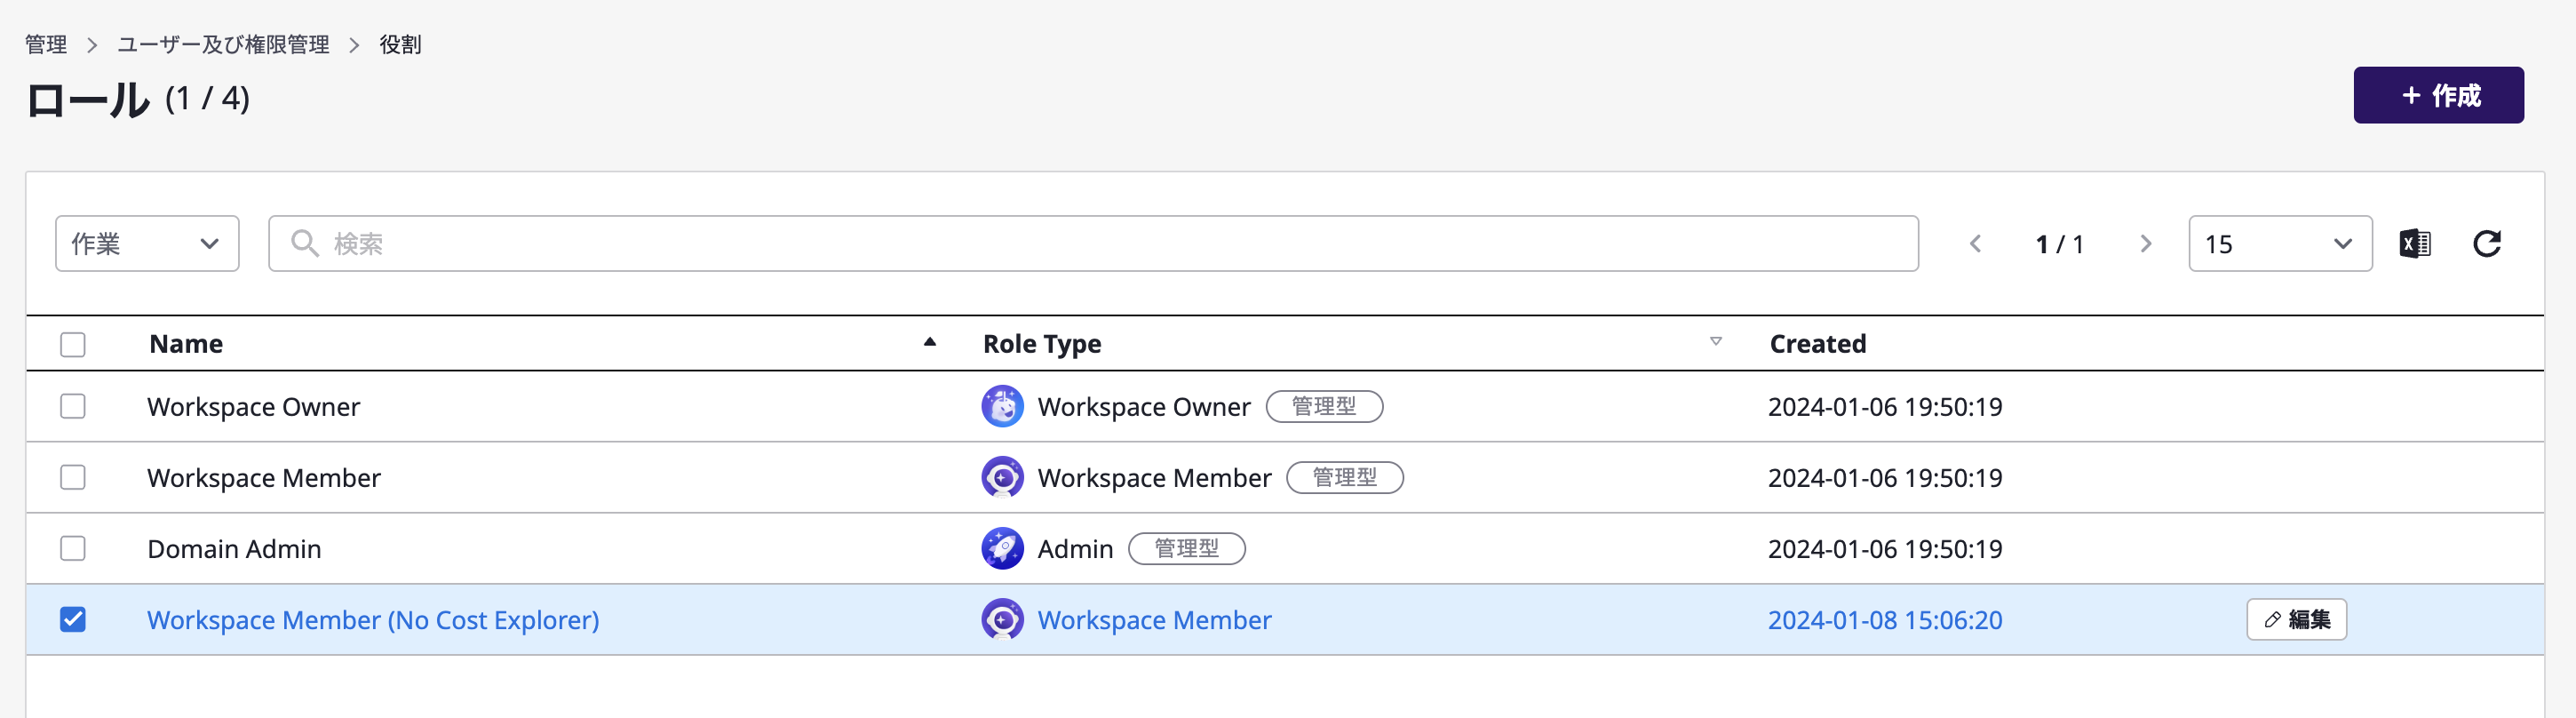 管理 > ユーザー及び権限管理 > 役割
ロール (1 / 4)
+ 作成
作業 検索 1 / 1 15
Name Role Type Created
Workspace Owner Workspace Owner 管理型 2024-01-06 19:50:19
Workspace Member Workspace Member 管理型 2024-01-06 19:50:19
Domain Admin Admin 管理型 2024-01-06 19:50:19
Workspace Member (No Cost Explorer) Workspace Member 2024-01-08 15:06:20 編集